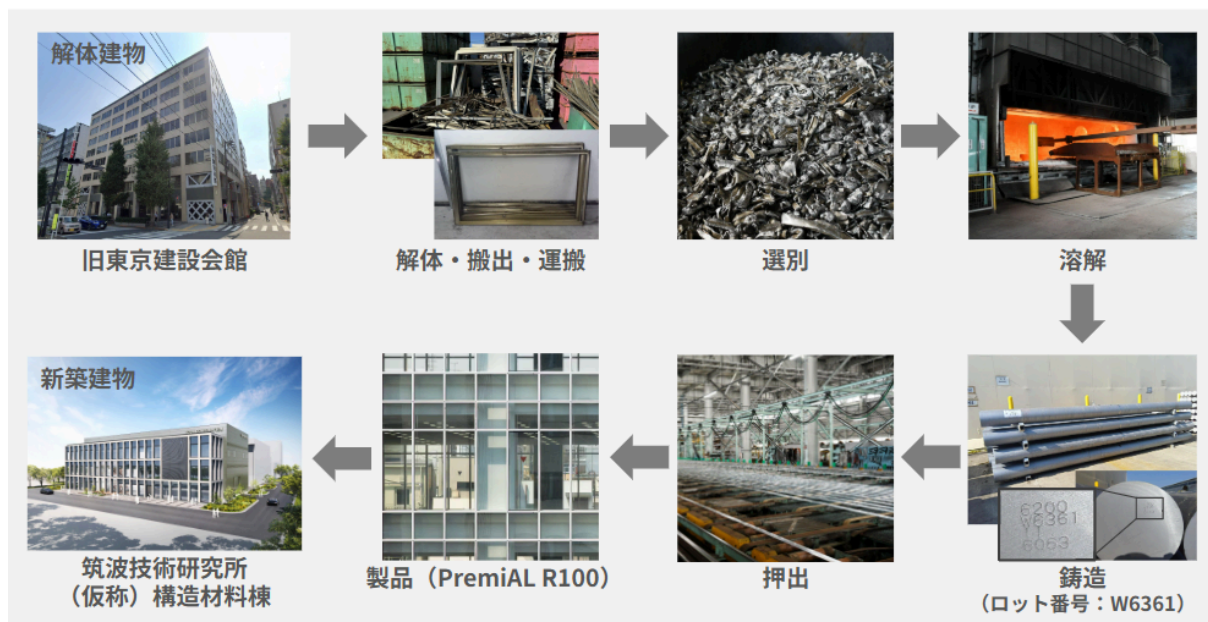 解体建物
旧東京建設会館
解体・搬出・運搬
選別
溶解
新築建物
筑波技術研究所
（仮称）構造材料棟
製品（PremiAL R100）
押出
6200
W6361
6063
鋳造
（ロット番号：W6361）